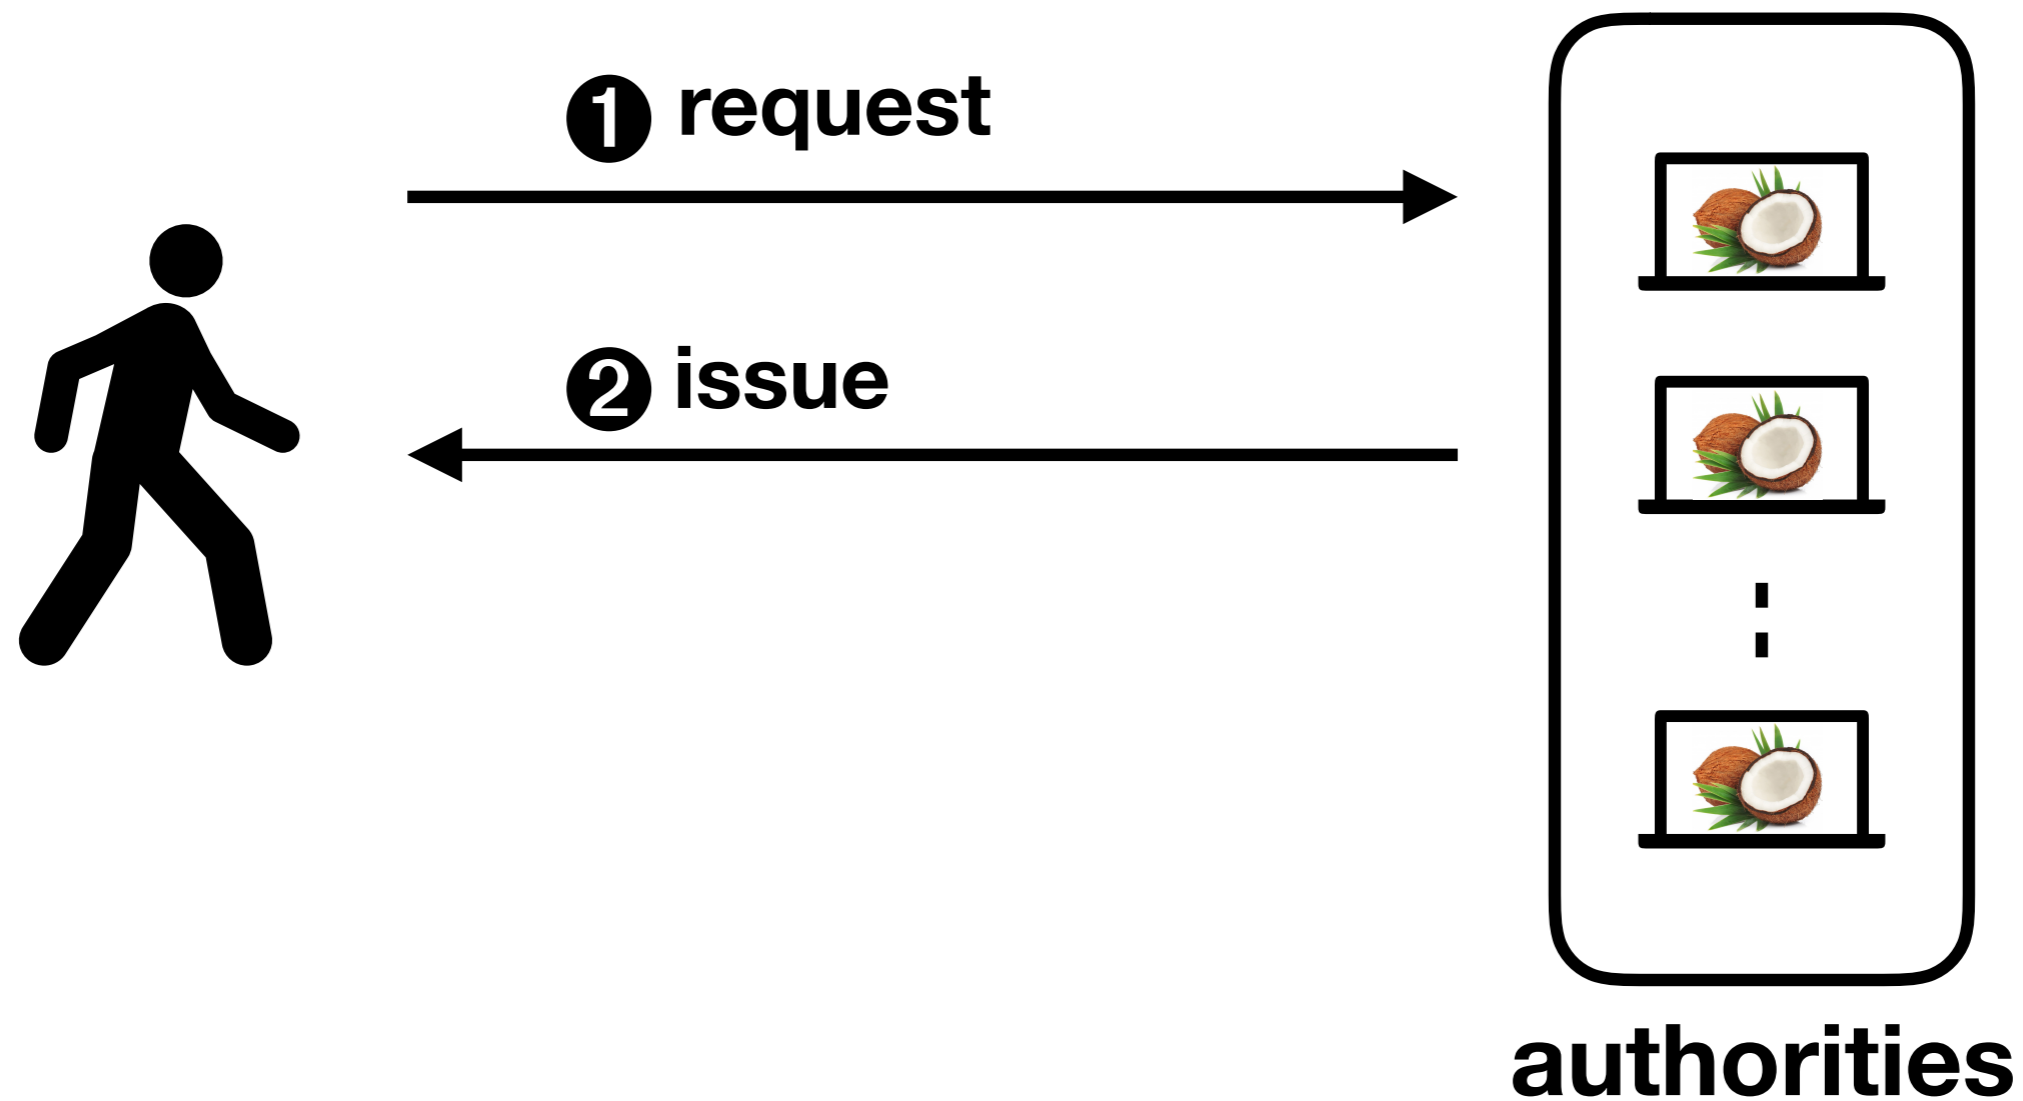 ❶ request
❷ issue
authorities